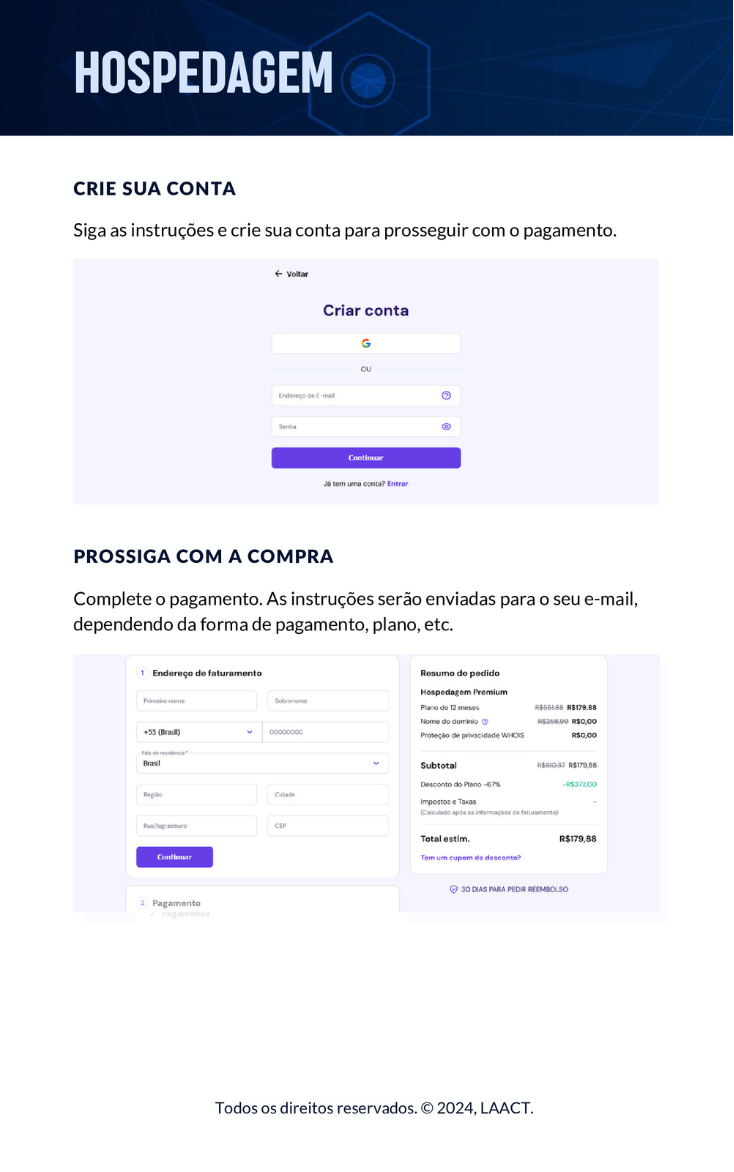 HOSPEDAGEM
CRIE SUA CONTA
Siga as instruções e crie sua conta para prosseguir com o pagamento.
← Voltar
Criar conta
OU
Endereço de E-mail
Senha
Continuar
Já tem uma conta? Entrar
PROSSIGA COM A COMPRA
Complete o pagamento. As instruções serão enviadas para o seu e-mail,
dependendo da forma de pagamento, plano, etc.
1 Endereço de faturamento
Primeiro nome Sobrenome
+55 (Brasil) 00000000
País de residência*
Brasil
Região Cidade
Rua/logradouro CEP
Continuar
2 Pagamento
Pagamento
Resumo do pedido
Hospedagem Premium
Plano de 12 meses R$551,88 R$179,88
Nome do domínio R$258,99 R$0,00
Proteção de privacidade WHOIS R$0,00
Subtotal R$810,87 R$179,88
Desconto do Plano -67% -R$372,00
Impostos e Taxas -
(Calculado após as informações de faturamento)
Total estim. R$179,88
Tem um cupom de desconto?
30 DIAS PARA PEDIR REEMBOLSO
Todos os direitos reservados. © 2024, LAACT.